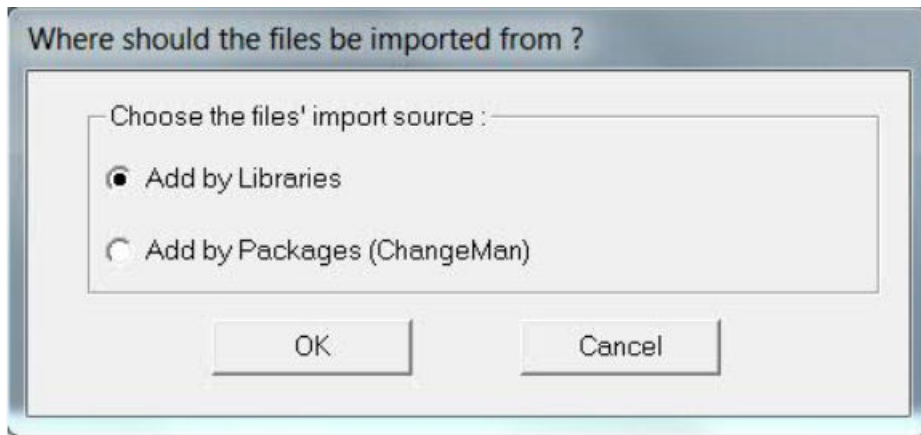 Where should the files be imported from ?
Choose the files' import source :
Add by Libraries
Add by Packages (ChangeMan)
OK
Cancel